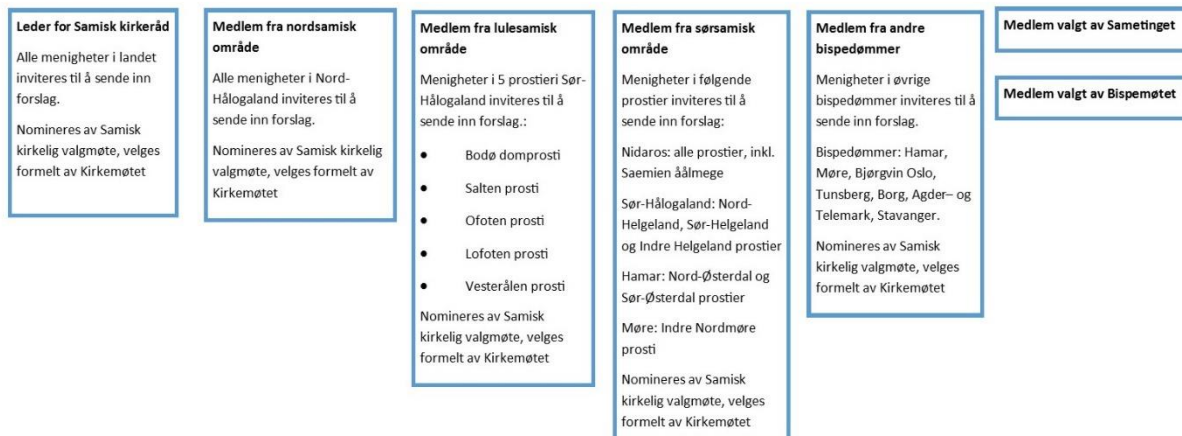 Leder for Samisk kirkeråd
Alle menigheter i landet
inviteres til å sende inn
forslag.
Nomineres av Samisk
kirkelig valgmøte, velges
formelt av Kirkemøtet
Medlem fra nordsamisk
område
Alle menigheter i Nord-
Hålogaland inviteres til å
sende inn forslag.
Nomineres av Samisk kirkelig
valgmøte, velges formelt av
Kirkemøtet
Medlem fra lulesamisk
område
Menigheter i 5 prostieri Sør-
Hålogaland inviteres til å
sende inn forslag.:
• Bodø domprosti
• Salten prosti
• Ofoten prosti
• Lofoten prosti
• Vesterålen prosti
Nomineres av Samisk
kirkelig valgmøte, velges
formelt av Kirkemøtet
Medlem fra sørsamisk
område
Menigheter i følgende
prostier inviteres til å
sende inn forslag:
Nidaros: alle prostier, inkl.
Saemien åålmege
Sør-Hålogaland: Nord-
Helgeland, Sør-Helgeland
og Indre Helgeland prostier
Hamar: Nord-Østerdal og
Sør-Østerdal prostier
Møre: Indre Nordmøre
prosti
Nomineres av Samisk
kirkelig valgmøte, velges
formelt av Kirkemøtet
Medlem fra andre
bispedømmer
Menigheter i øvrige
bispedømmer inviteres til å
sende inn forslag.
Bispedømmer: Hamar,
Møre, Bjørgvin Oslo,
Tunsberg, Borg, Agder– og
Telemark, Stavanger.
Nomineres av Samisk
kirkelig valgmøte, velges
formelt av Kirkemøtet
Medlem valgt av Sametinget
Medlem valgt av Bispemøtet